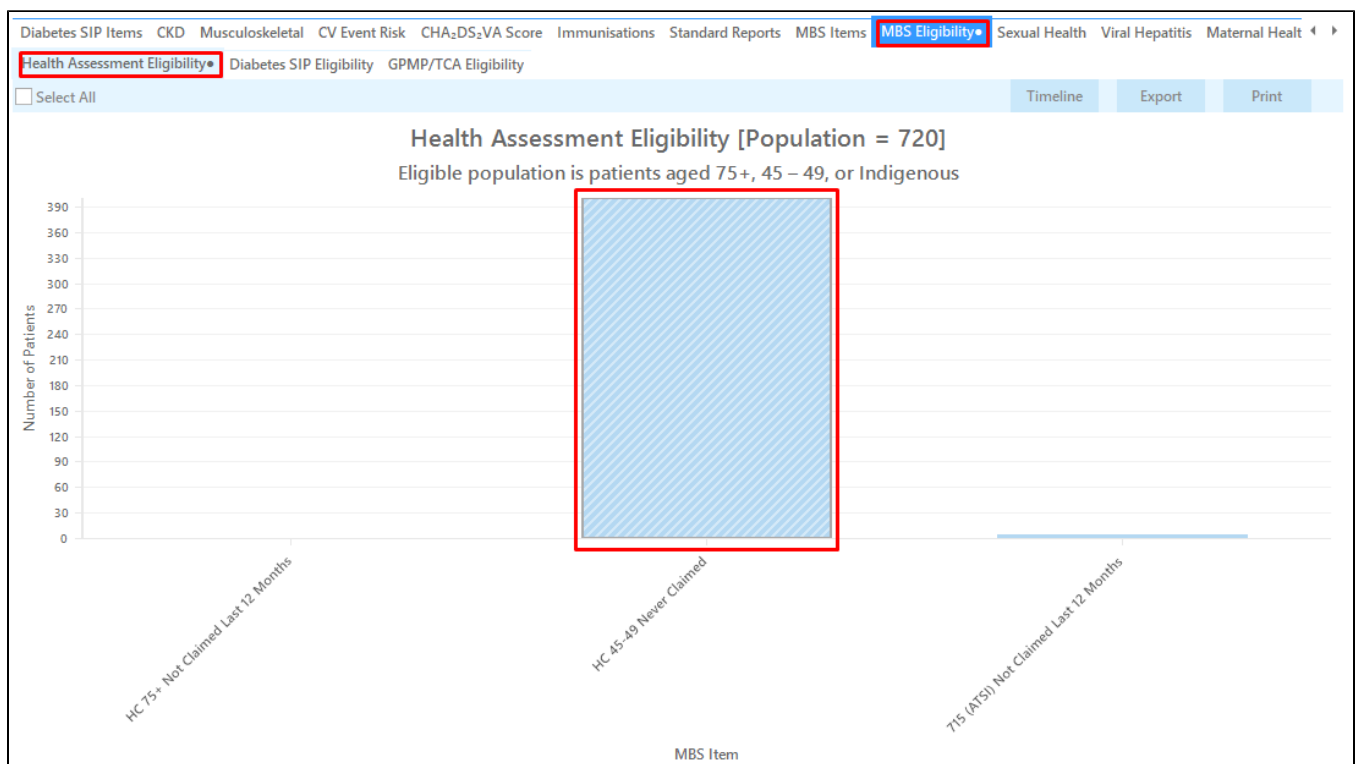 Diabetes SIP Items CKD Musculoskeletal CV Event Risk CHA₂DS₂VA Score Immunisations Standard Reports MBS Items MBS Eligibility● Sexual Health Viral Hepatitis Maternal Healt
Health Assessment Eligibility● Diabetes SIP Eligibility GPMP/TCA Eligibility
Select All Timeline Export Print
Health Assessment Eligibility [Population = 720]
Eligible population is patients aged 75+, 45 – 49, or Indigenous
Number of Patients
390
360
330
300
270
240
210
180
150
120
90
60
30
0
HC 75+ Not Claimed Last 12 Months
HC 45-49 Never Claimed
715 (ATSI) Not Claimed Last 12 Months
MBS Item